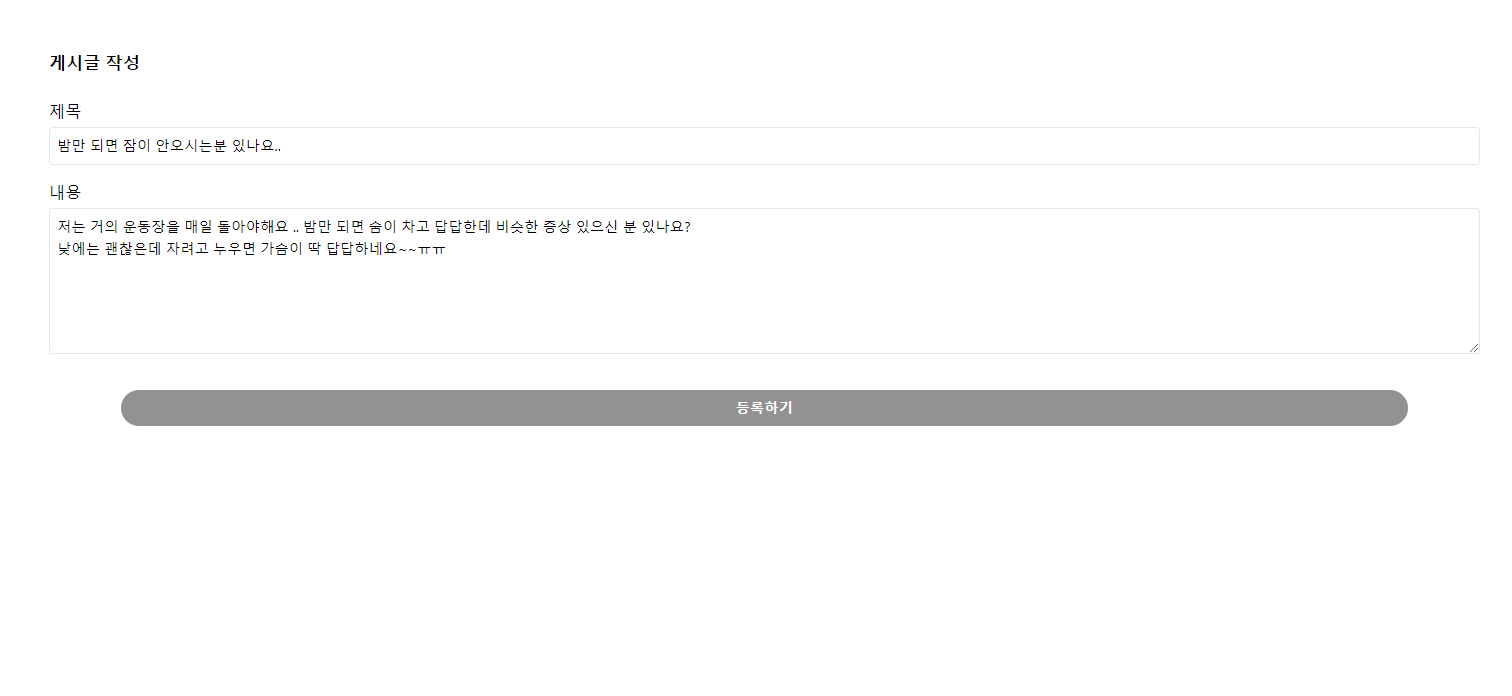 게시글 작성
제목
밤만 되면 잠이 안오시는분 있나요..
내용
저는 거의 운동장을 매일 돌아야해요 .. 밤만 되면 숨이 차고 답답한데 비슷한 증상 있으신 분 있나요?
낮에는 괜찮은데 자려고 누우면 가슴이 딱 답답하네요~~ㅠㅠ
등록하기